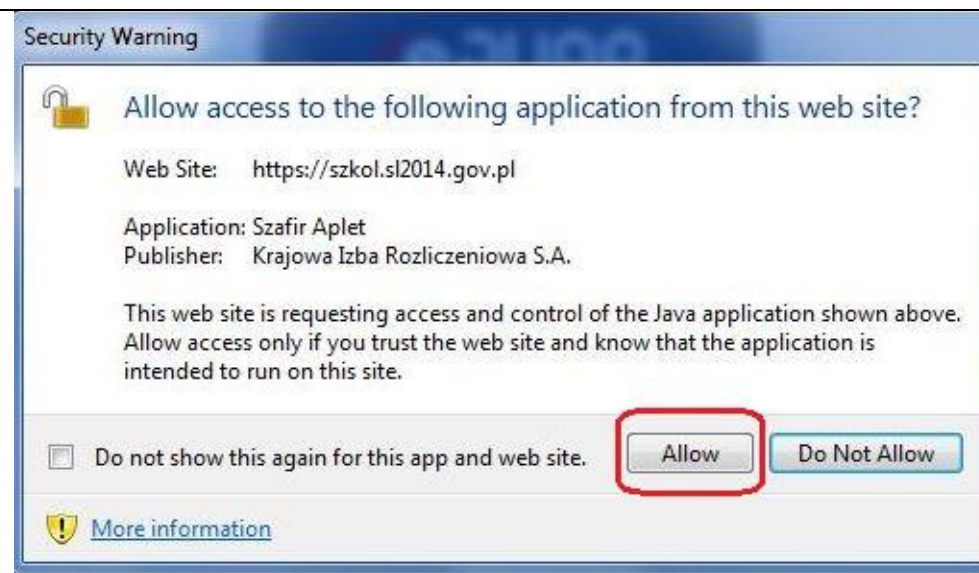 Security Warning
Allow access to the following application from this web site?
Web Site: https://szkol.sl2014.gov.pl
Application: Szafir Aplet
Publisher: Krajowa Izba Rozliczeniowa S.A.
This web site is requesting access and control of the Java application shown above.
Allow access only if you trust the web site and know that the application is
intended to run on this site.
Do not show this again for this app and web site.
Allow
Do Not Allow
More information